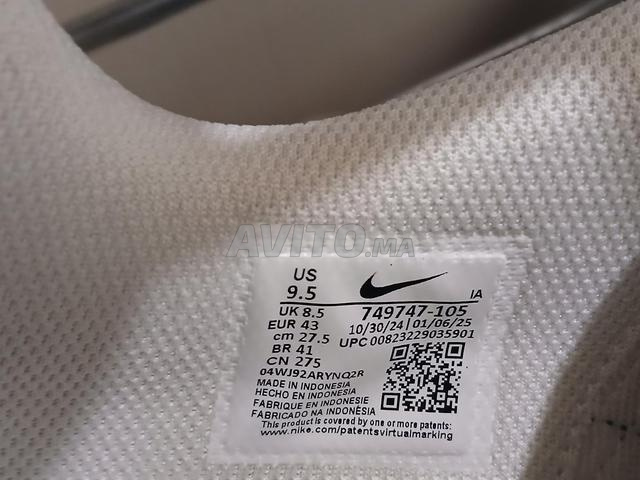 AVITO.ma
US
9.5
IA
UK 8.5
749747-105
EUR 43
10/30/24 | 01/06/25
cm 27.5
UPC 00823229035901
BR 41
CN 275
04WJ92ARYNQ2R
MADE IN INDONESIA
HECHO EN INDONESIA
FABRIQUE EN INDONESIE
FABRICADO NA INDONÉSIA
This product is covered by one or more patents:
www.nike.com/patentsvirtualmarking